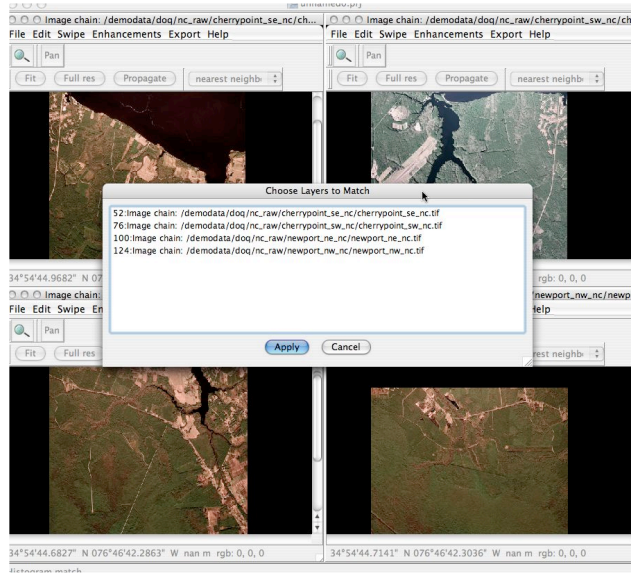 unnamed0.prj
Image chain: /demodata/doq/nc_raw/cherrypoint_se_nc/ch...
File Edit Swipe Enhancements Export Help
Pan
Fit Full res Propagate nearest neighb
Image chain: /demodata/doq/nc_raw/cherrypoint_sw_nc/ch
File Edit Swipe Enhancements Export Help
Pan
Fit Full res Propagate nearest neighb
Choose Layers to Match
52:Image chain: /demodata/doq/nc_raw/cherrypoint_se_nc/cherrypoint_se_nc.tif
76:Image chain: /demodata/doq/nc_raw/cherrypoint_sw_nc/cherrypoint_sw_nc.tif
100:Image chain: /demodata/doq/nc_raw/newport_ne_nc/newport_ne_nc.tif
124:Image chain: /demodata/doq/nc_raw/newport_nw_nc/newport_nw_nc.tif
Apply Cancel
34°54'44.9682" N 07
rgb: 0, 0, 0
Image chain:
File Edit Swipe En
Pan
Fit Full res
/newport_nw_nc/newp
Help
rest neighb
34°54'44.6827" N 076°46'42.2863" W nan m rgb: 0, 0, 0
34°54'44.7141" N 076°46'42.3036" W nan m rgb: 0, 0, 0
Histogram match